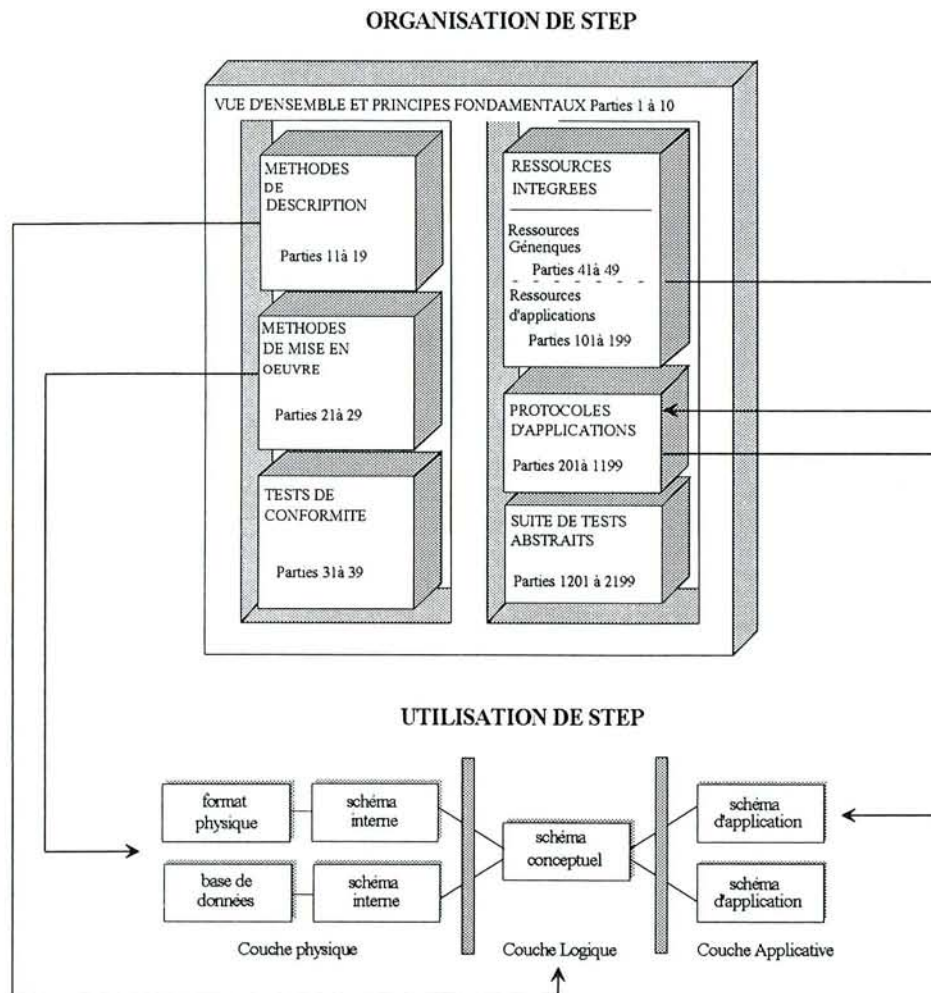 ORGANISATION DE STEP
VUE D'ENSEMBLE ET PRINCIPES FONDAMENTAUX Parties 1 à 10
METHODES
DE
DESCRIPTION
Parties 11à 19
METHODES
DE MISE EN
OEUVRE
Parties 21à 29
TESTS DE
CONFORMITE
Parties 31à 39
RESSOURCES
INTEGREES
Ressources
Génériques
Parties 41à 49
Ressources
d'applications
Parties 101à 199
PROTOCOLES
D'APPLICATIONS
Parties 201à 1199
SUITE DE TESTS
ABSTRAITS
Parties 1201 à 2199
UTILISATION DE STEP
format
physique
schéma
interne
base de
données
schéma
interne
schéma
conceptuel
schéma
d'application
schéma
d'application
Couche physique
Couche Logique
Couche Applicative